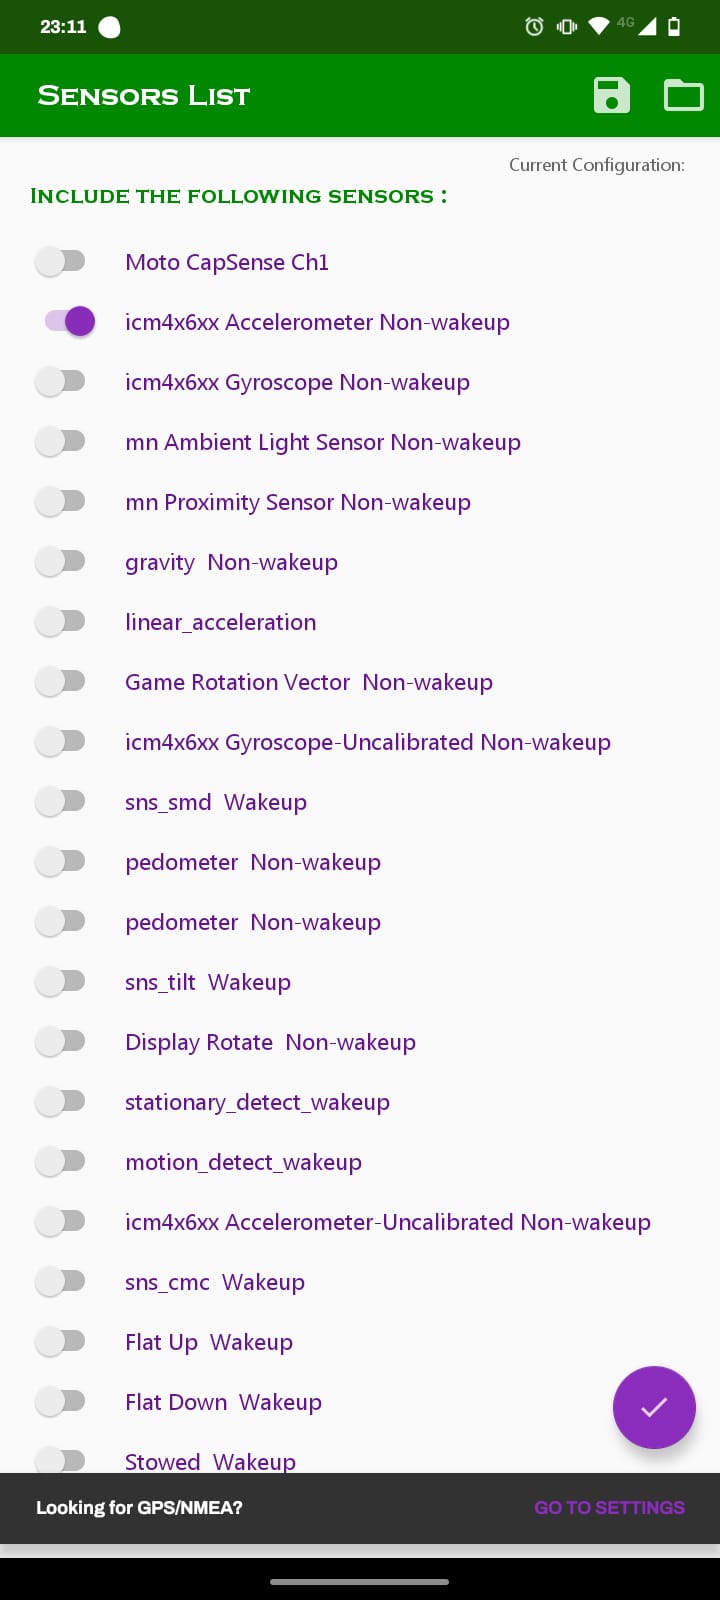 23:11
4G
Sensors List
Current Configuration:
Include the following sensors :
Moto CapSense Ch1
icm4x6xx Accelerometer Non-wakeup
icm4x6xx Gyroscope Non-wakeup
mn Ambient Light Sensor Non-wakeup
mn Proximity Sensor Non-wakeup
gravity  Non-wakeup
linear_acceleration
Game Rotation Vector  Non-wakeup
icm4x6xx Gyroscope-Uncalibrated Non-wakeup
sns_smd  Wakeup
pedometer  Non-wakeup
pedometer  Non-wakeup
sns_tilt  Wakeup
Display Rotate  Non-wakeup
stationary_detect_wakeup
motion_detect_wakeup
icm4x6xx Accelerometer-Uncalibrated Non-wakeup
sns_cmc  Wakeup
Flat Up  Wakeup
Flat Down  Wakeup
Stowed  Wakeup
Looking for GPS/NMEA?
GO TO SETTINGS